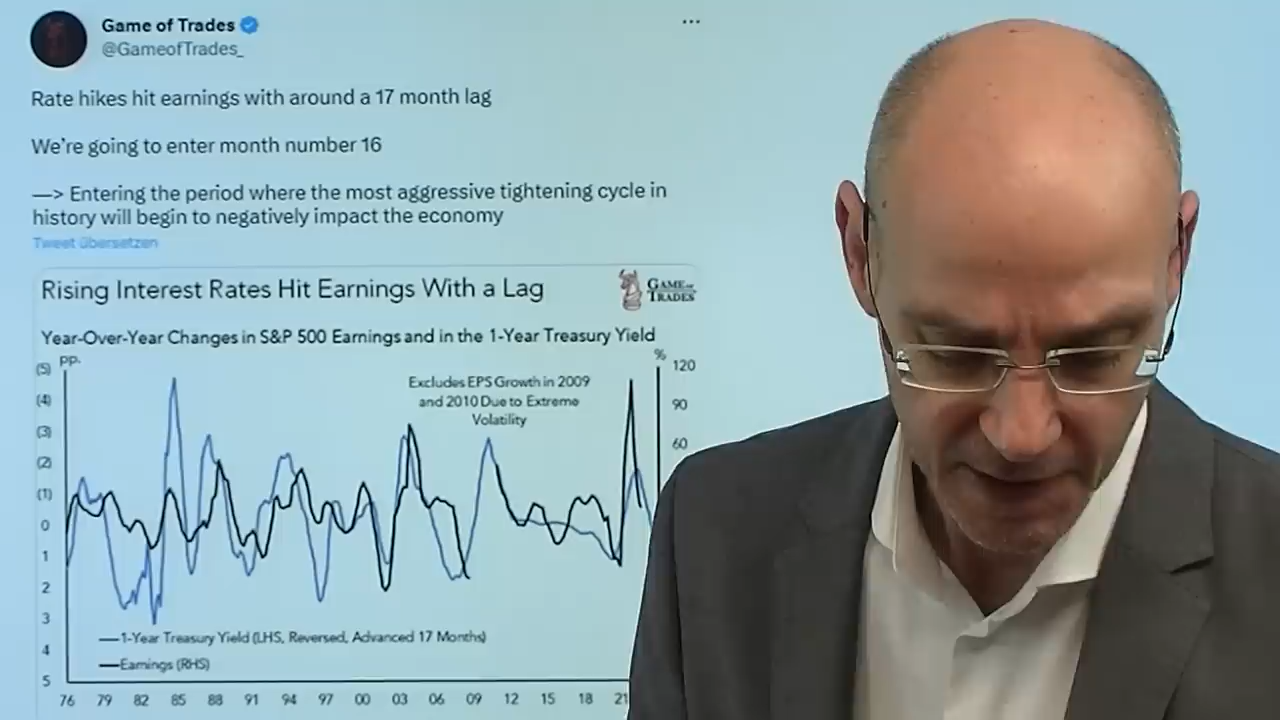 Game of Trades
@GameofTrades_
Rate hikes hit earnings with around a 17 month lag
We're going to enter month number 16
—> Entering the period where the most aggressive tightening cycle in
history will begin to negatively impact the economy
Tweet übersetzen
Rising Interest Rates Hit Earnings With a Lag
GAME OF
TRADES
Year-Over-Year Changes in S&P 500 Earnings and in the 1-Year Treasury Yield
pp.
%
(5)
(4)
(3)
(2)
(1)
0
1
2
3
4
5
120
90
60
Excludes EPS Growth in 2009
and 2010 Due to Extreme
Volatility
1-Year Treasury Yield (LHS, Reversed, Advanced 17 Months)
Earnings (RHS)
76 79 82 85 88 91 94 97 00 03 06 09 12 15 18 21